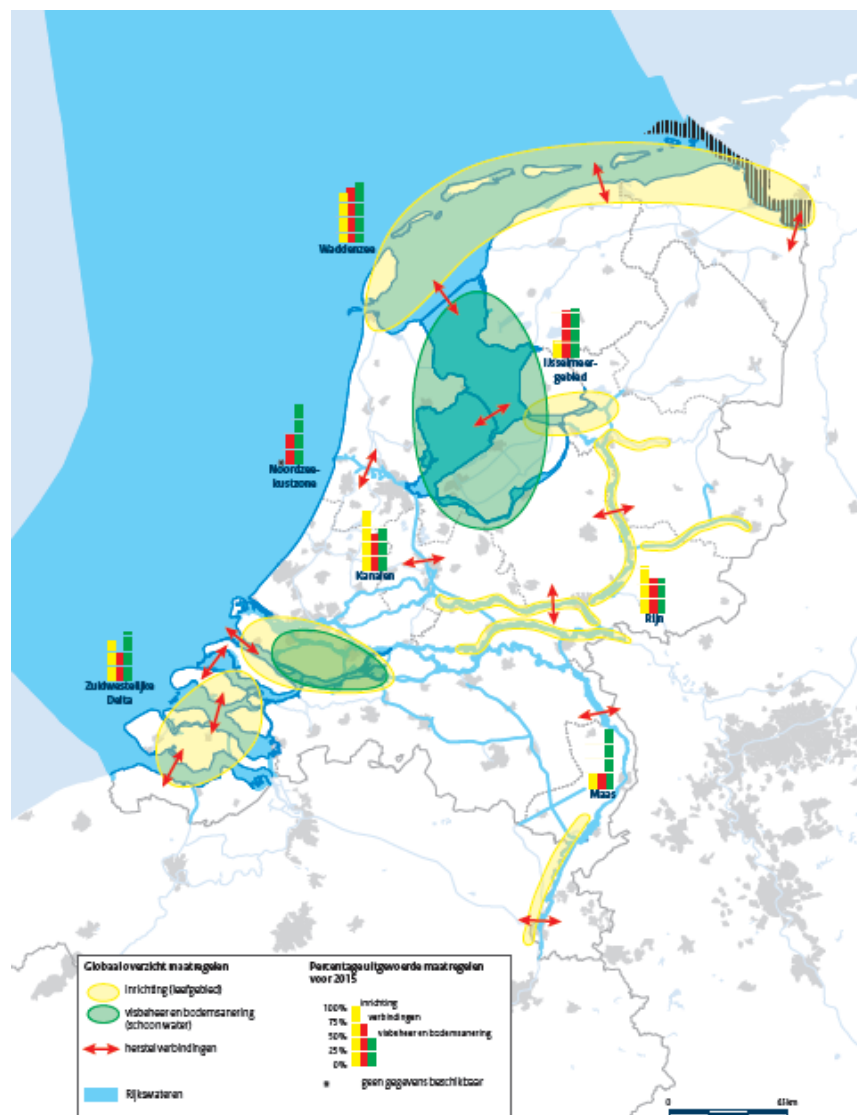 Waddenzee
IJsselmeer-
gebied
Noordzee-
kustzone
Kanalen
Rijn
Zuidwestelijke
Delta
Maas
Globaal overzicht maatregelen
inrichting (leefgebied)
visbeheer en bodemsanering
(schoon water)
herstel verbindingen
Rijkswateren
Percentage uitgevoerde maatregelen
voor 2015
inrichting
verbindingen
visbeheer en bodemsanering
100%
75%
50%
25%
0%
* geen gegevens beschikbaar
0
65km